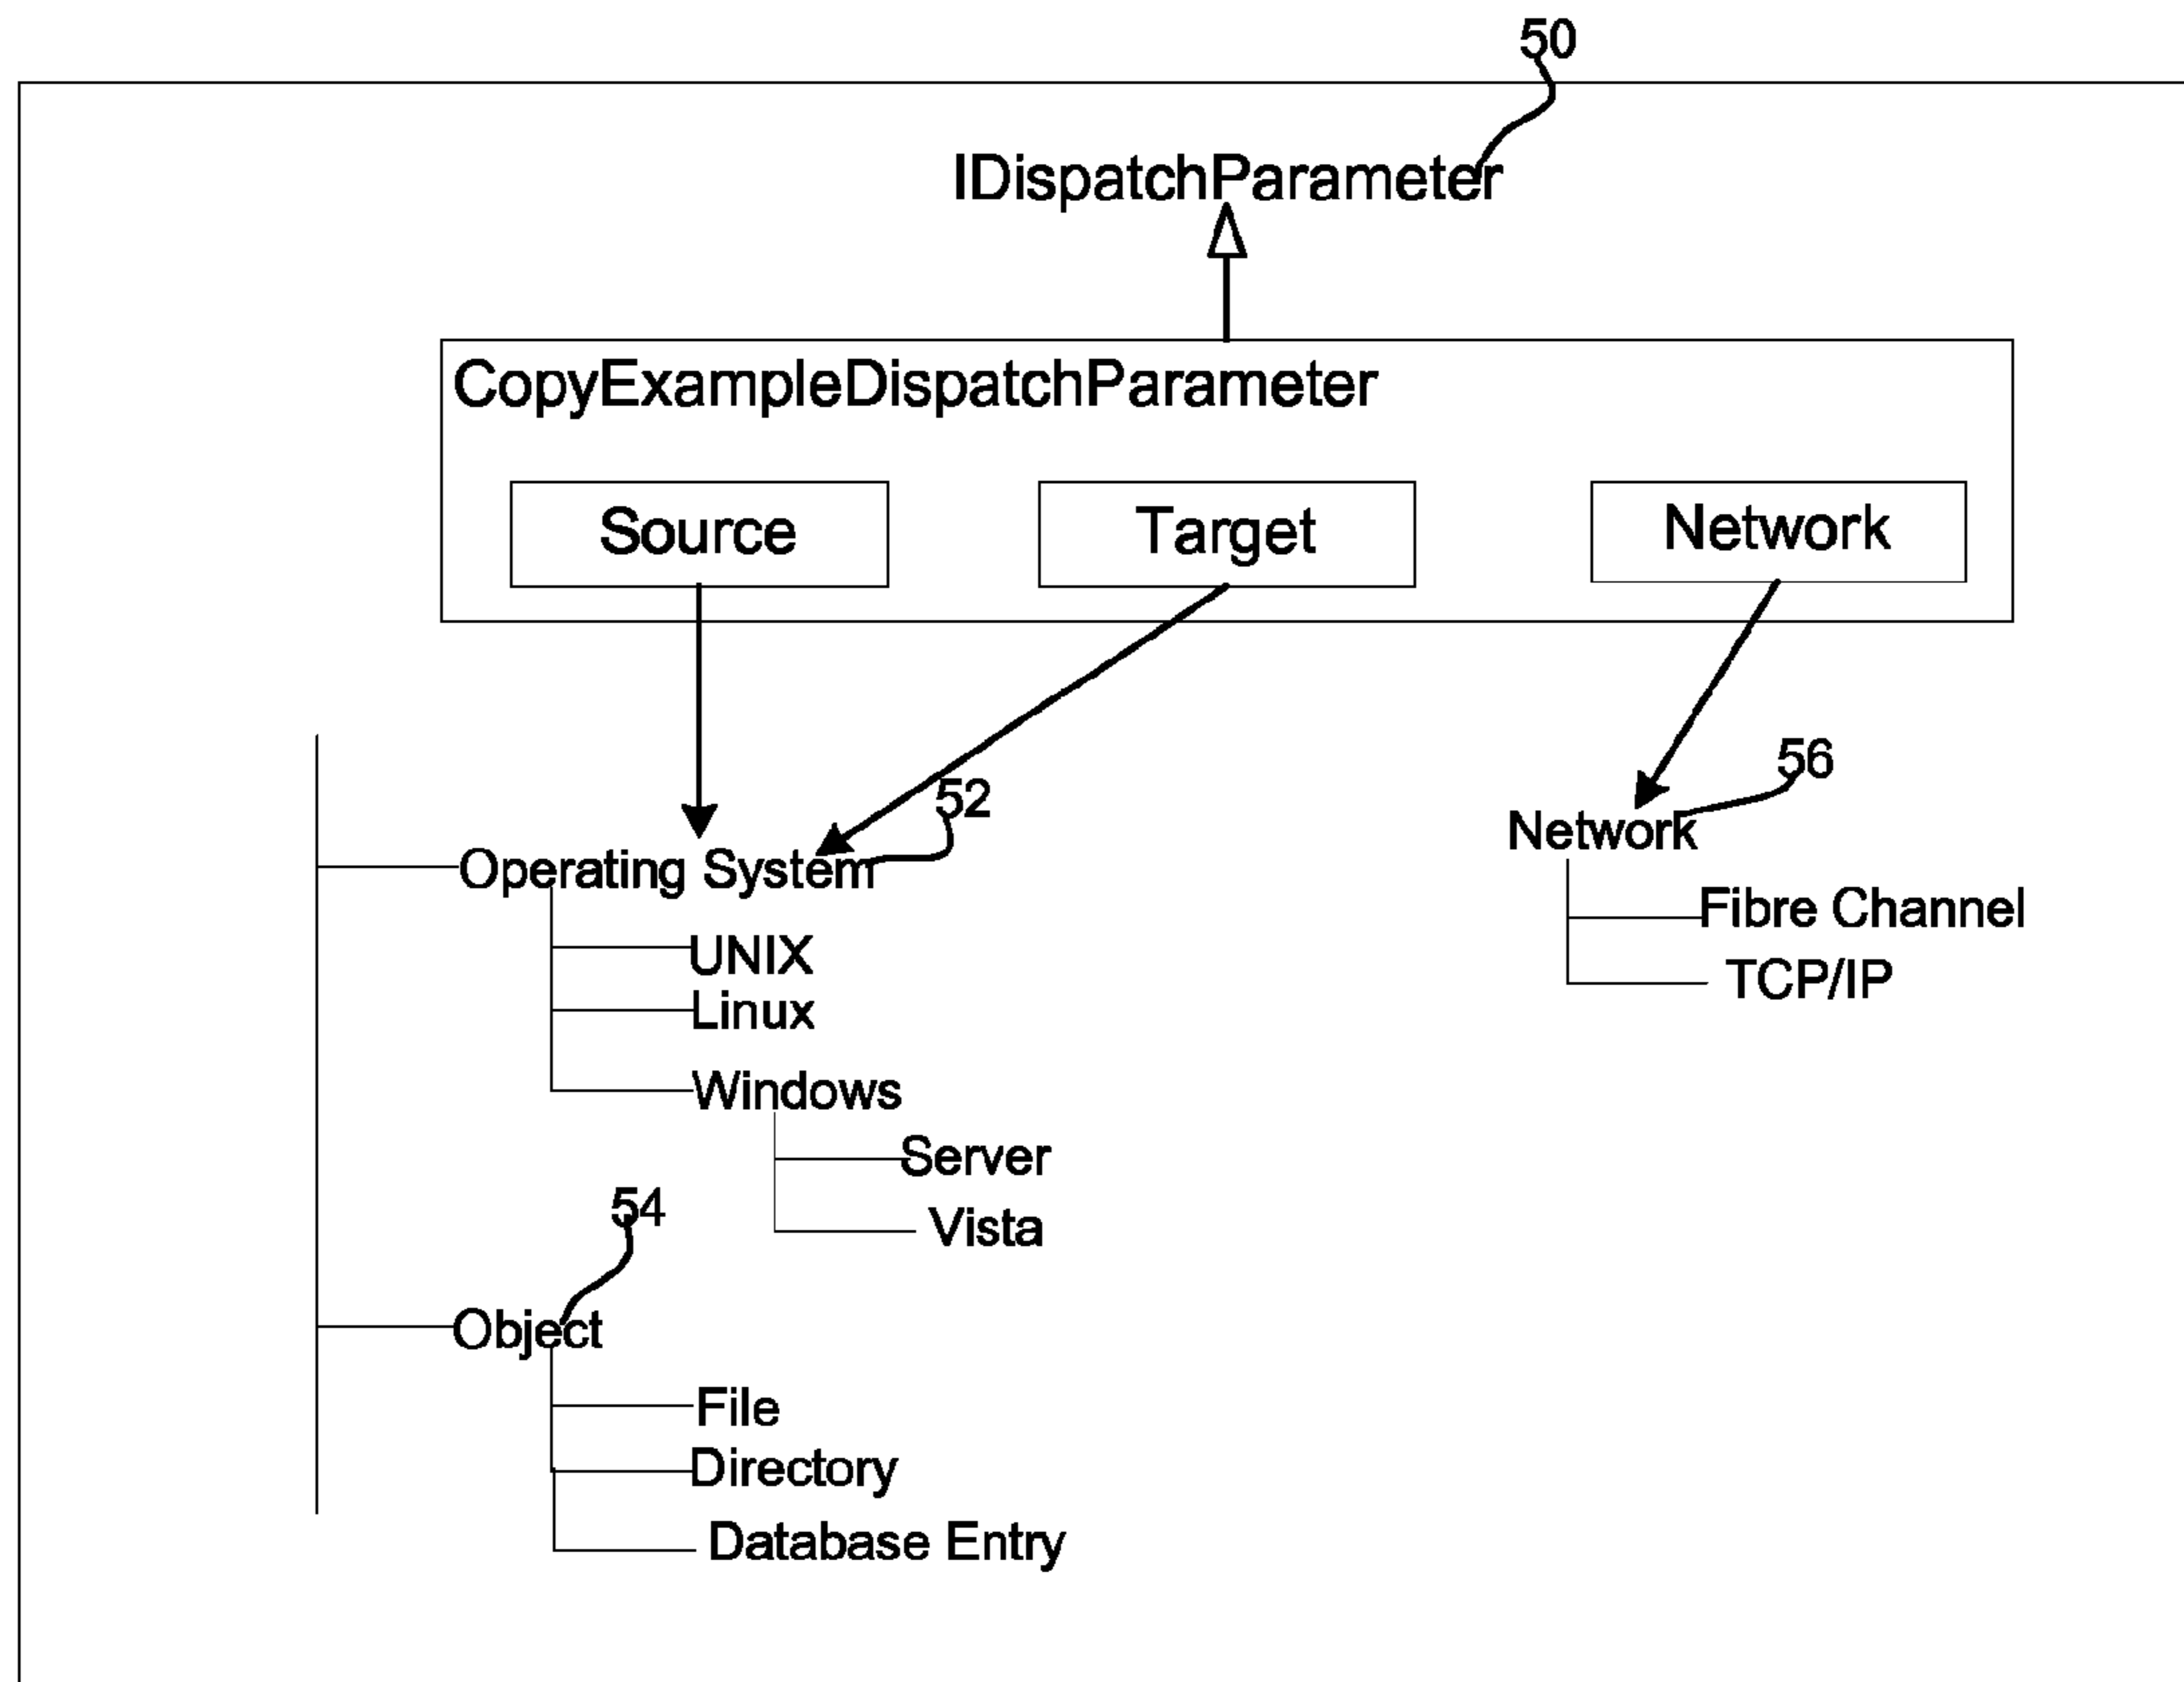 50
IDispatchParameter
CopyExampleDispatchParameter
Source
Target
Network
52
56
Operating System
Network
UNIX
Fibre Channel
Linux
TCP/IP
Windows
Server
Vista
54
Object
File
Directory
Database Entry